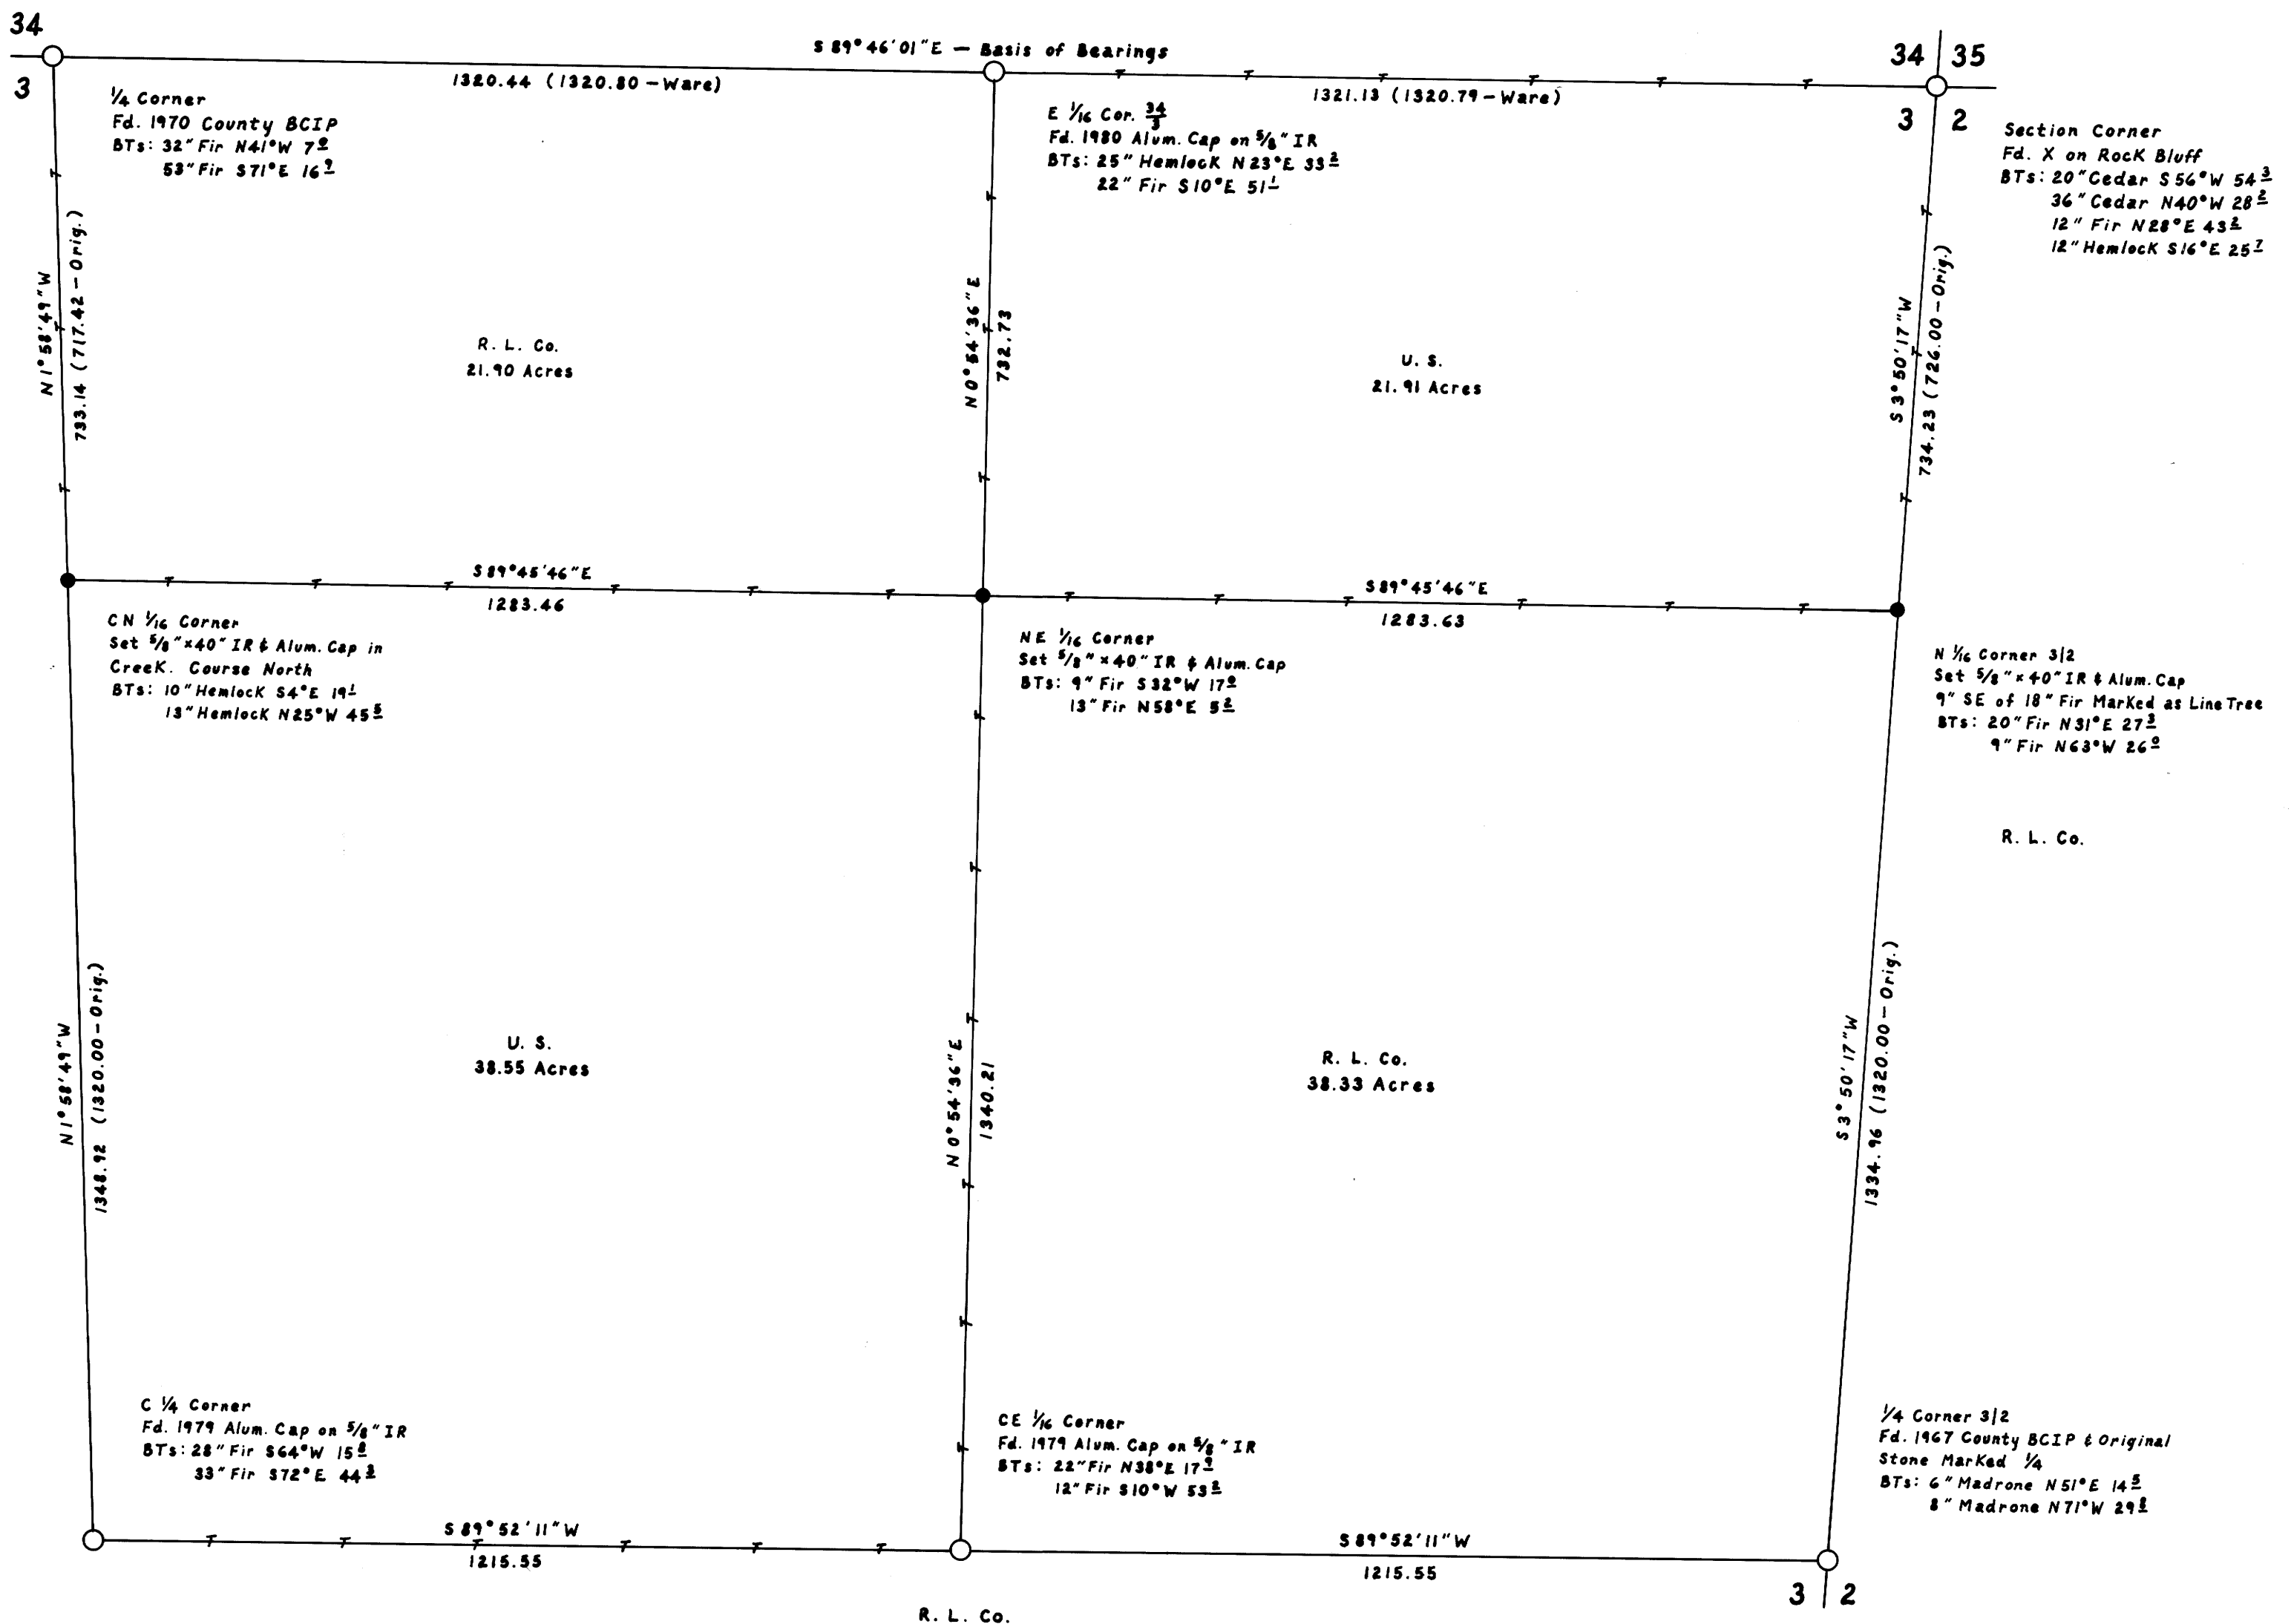 34
3
S 89°46'01"E — Basis of Bearings
1320.44 (1320.80 - Ware)
1321.13 (1320.79 - Ware)
34 35
3 2
1/4 Corner
Fd. 1970 County BCIP
BTs: 32" Fir N41°W 7 0
53" Fir S71°E 16 9
E 1/16 Cor. 34/3
Fd. 1980 Alum. Cap on 5/8" IR
BTs: 25" Hemlock N23°E 33 2
22" Fir S10°E 51 1
Section Corner
Fd. X on Rock Bluff
BTs: 20" Cedar S56°W 54 3
36" Cedar N40°W 28 2
12" Fir N28°E 43 2
12" Hemlock S16°E 25 7
N1°58'49"W
733.14 (717.42 - Orig.)
R. L. Co.
21.90 Acres
N 0°54'36"E
732.73
U. S.
21.91 Acres
S 3°50'17"W
734.23 (726.00 - Orig.)
S89°45'46"E
1283.46
S89°45'46"E
1283.63
CN 1/16 Corner
Set 5/8"x40" IR & Alum. Cap in
Creek. Course North
BTs: 10" Hemlock S4°E 19 1
13" Hemlock N25°W 45 5
NE 1/16 Corner
Set 5/8"x40" IR & Alum. Cap
BTs: 9" Fir S32°W 17 0
13" Fir N58°E 5 2
N 1/16 Corner 3|2
Set 5/8"x40" IR & Alum. Cap
9" SE of 18" Fir Marked as Line Tree
BTs: 20" Fir N31°E 27 3
9" Fir N63°W 26 0
R. L. Co.
N1°58'49"W
1348.92 (1320.00 - Orig.)
U. S.
38.55 Acres
N 0°54'36"E
1340.21
R. L. Co.
38.33 Acres
S 3°50'17"W
1334.96 (1320.00 - Orig.)
C 1/4 Corner
Fd. 1979 Alum. Cap on 5/8" IR
BTs: 28" Fir S64°W 15 8
33" Fir S72°E 44 3
CE 1/16 Corner
Fd. 1979 Alum. Cap on 5/8" IR
BTs: 22" Fir N38°E 17 9
12" Fir S10°W 53 2
1/4 Corner 3|2
Fd. 1967 County BCIP & Original
Stone Marked 1/4
BTs: 6" Madrone N51°E 14 5
8" Madrone N71°W 29 8
S 89°52'11"W
1215.55
S 89°52'11"W
1215.55
3 2
R. L. Co.